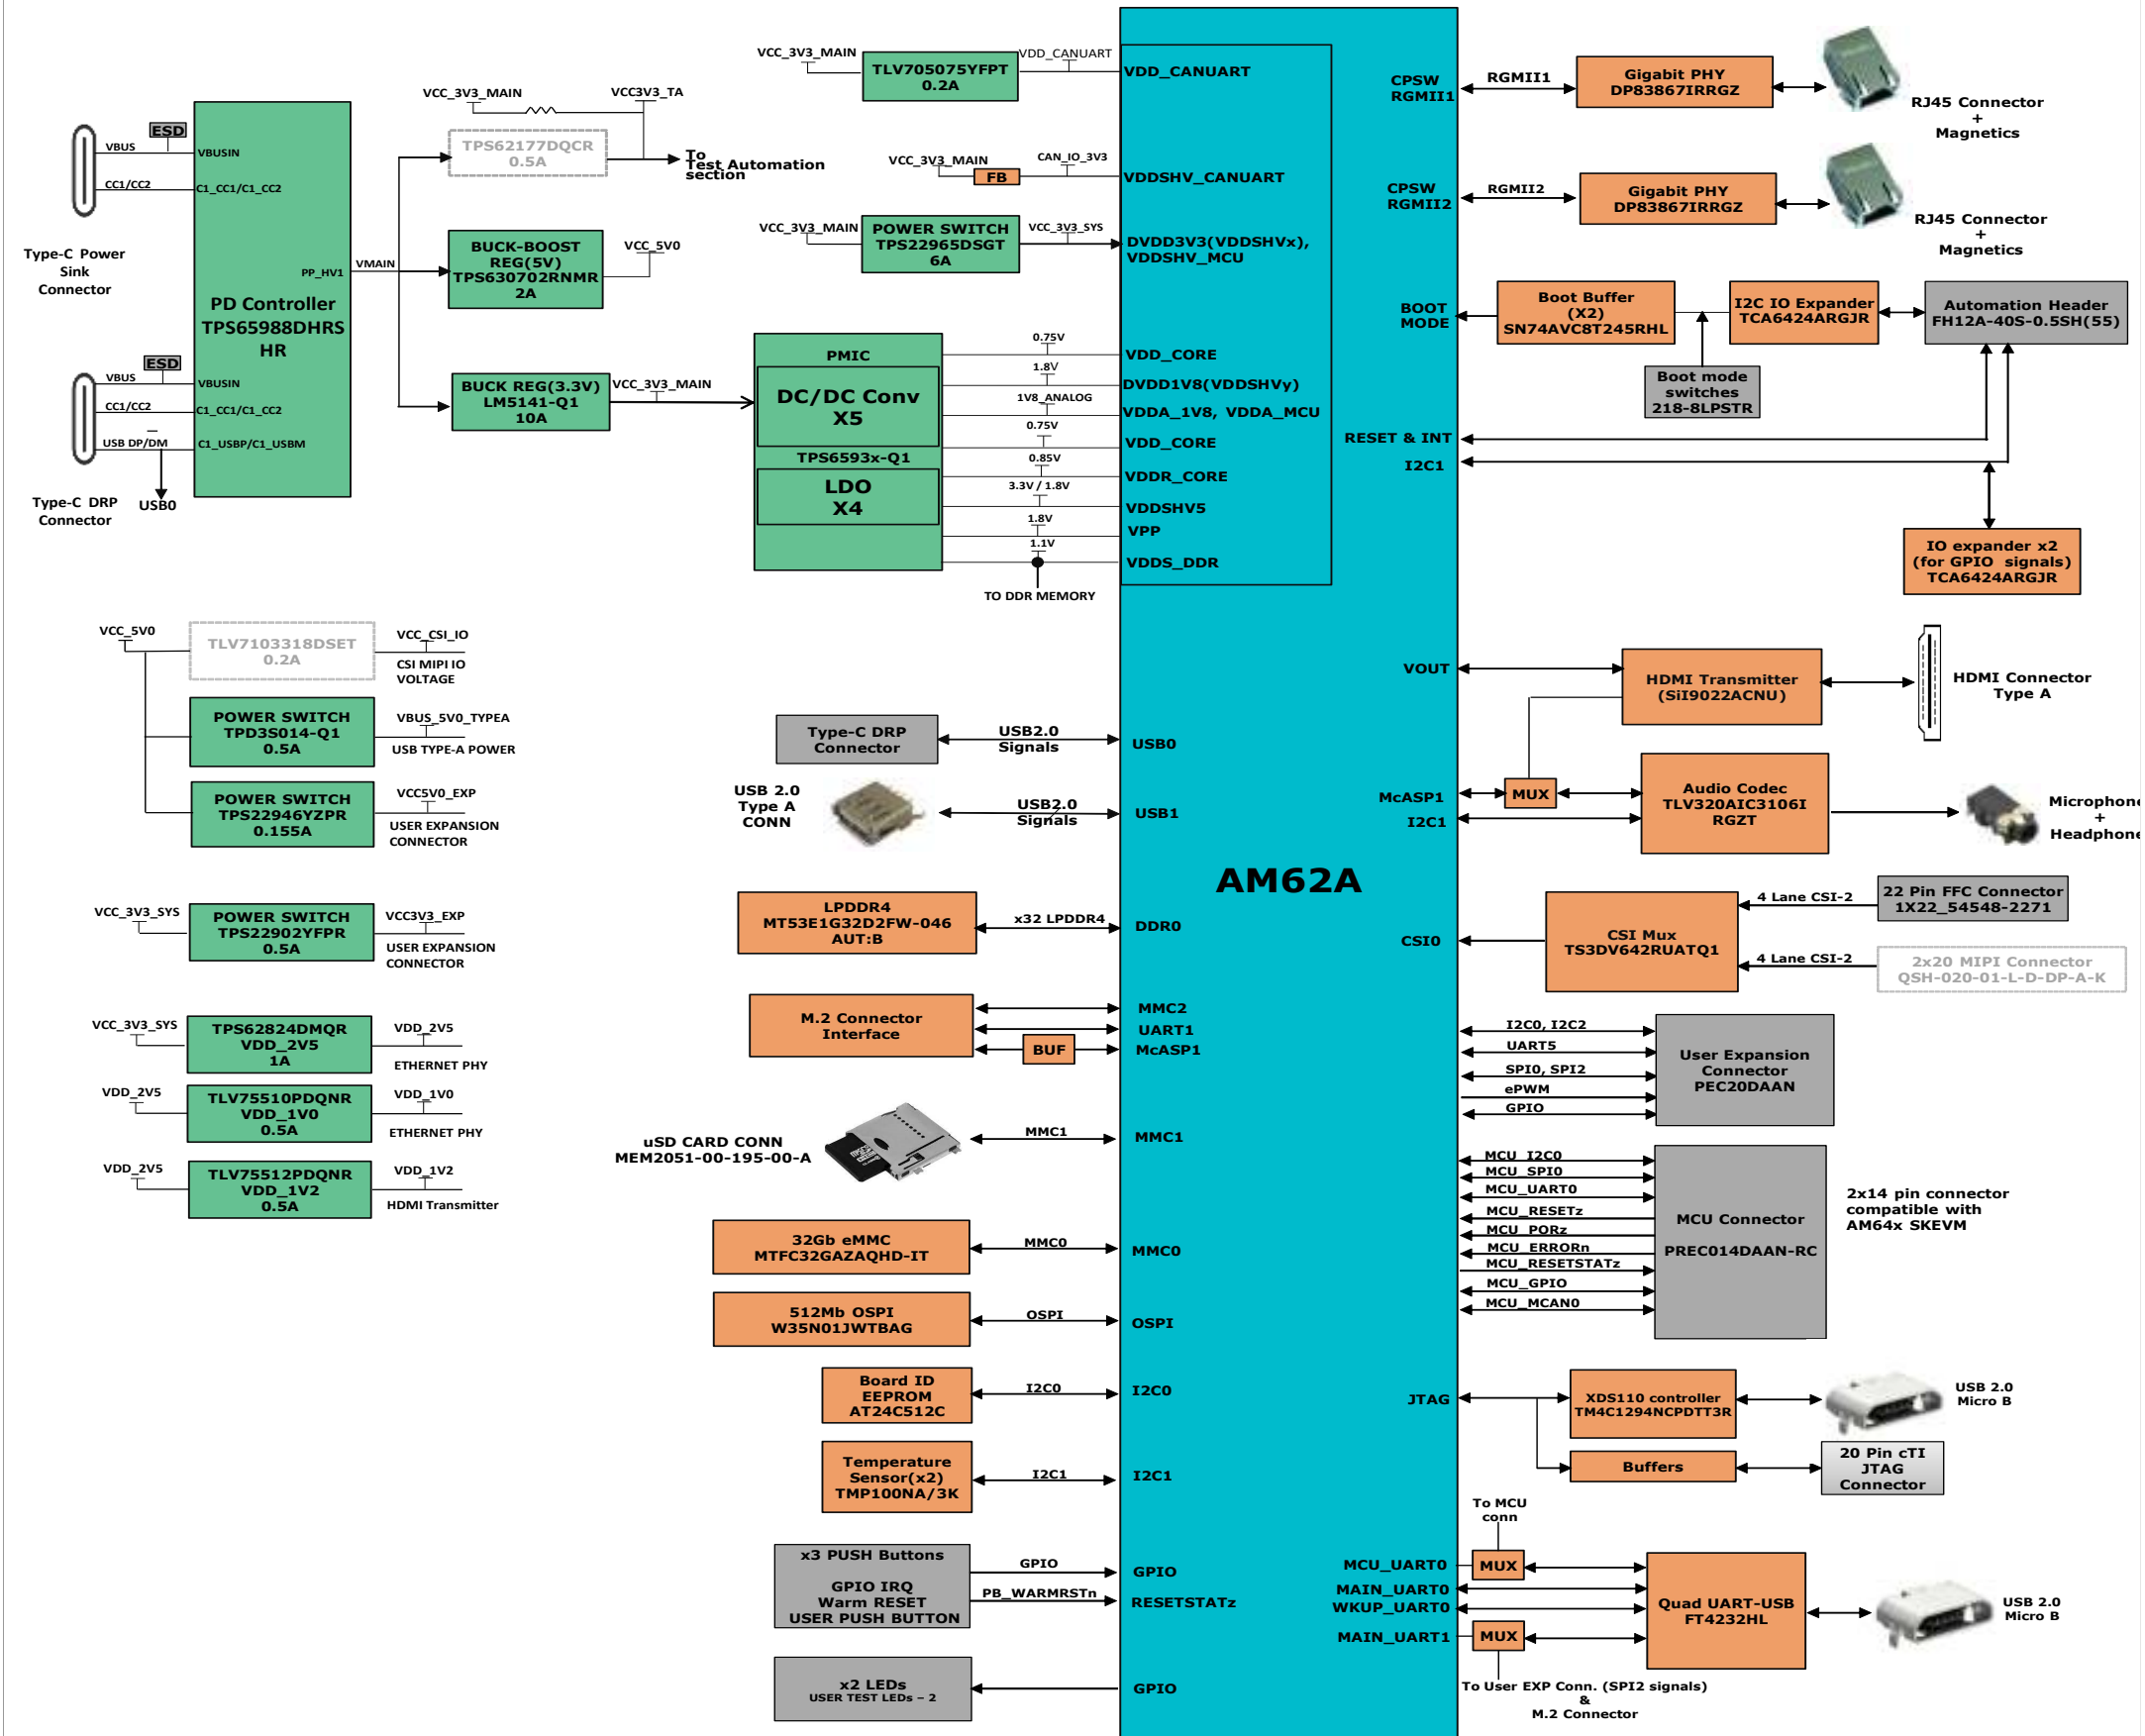 VCC_3V3_MAIN
TLV705075YFPT
0.2A
VDD_CANUART
VDD_CANUART
VCC_3V3_MAIN
VCC3V3_TA
TPS62177DQCR
0.5A
To
Test Automation
section
VCC_3V3_MAIN
FB
CAN_IO_3V3
VDDSHV_CANUART
VCC_3V3_MAIN
POWER SWITCH
TPS22965DSGT
6A
VCC_3V3_SYS
DVDD3V3(VDDSHVx),
VDDSHV_MCU
ESD
VBUS
VBUSIN
CC1/CC2
C1_CC1/C1_CC2
Type-C Power
Sink
Connector
PD Controller
TPS65988DHRS
HR
PP_HV1
VMAIN
BUCK-BOOST
REG(5V)
TPS630702RNMR
2A
VCC_5V0
ESD
VBUS
VBUSIN
CC1/CC2
C1_CC1/C1_CC2
USB DP/DM
C1_USBP/C1_USBM
Type-C DRP
Connector
USB0
BUCK REG(3.3V)
LM5141-Q1
10A
VCC_3V3_MAIN
PMIC
DC/DC Conv
X5
TPS6593x-Q1
LDO
X4
0.75V
VDD_CORE
1.8V
DVDD1V8(VDDSHVy)
1V8_ANALOG
VDDA_1V8, VDDA_MCU
0.75V
VDD_CORE
0.85V
VDDR_CORE
3.3V / 1.8V
VDDSHV5
1.8V
VPP
1.1V
VDDS_DDR
TO DDR MEMORY
VCC_5V0
TLV7103318DSET
0.2A
VCC_CSI_IO
CSI MIPI IO
VOLTAGE
POWER SWITCH
TPD3S014-Q1
0.5A
VBUS_5V0_TYPEA
USB TYPE-A POWER
POWER SWITCH
TPS22946YZPR
0.155A
VCC5V0_EXP
USER EXPANSION
CONNECTOR
VCC_3V3_SYS
POWER SWITCH
TPS22902YFPR
0.5A
VCC3V3_EXP
USER EXPANSION
CONNECTOR
VCC_3V3_SYS
TPS62824DMQR
VDD_2V5
1A
VDD_2V5
ETHERNET PHY
VDD_2V5
TLV75510PDQNR
VDD_1V0
0.5A
VDD_1V0
ETHERNET PHY
VDD_2V5
TLV75512PDQNR
VDD_1V2
0.5A
VDD_1V2
HDMI Transmitter
Type-C DRP
Connector
USB2.0
Signals
USB0
USB 2.0
Type A
CONN
USB2.0
Signals
USB1
AM62A
LPDDR4
MT53E1G32D2FW-046
AUT:B
x32 LPDDR4
DDR0
M.2 Connector
Interface
MMC2
UART1
BUF
McASP1
uSD CARD CONN
MEM2051-00-195-00-A
MMC1
MMC1
32Gb eMMC
MTFC32GAZAQHD-IT
MMC0
MMC0
512Mb OSPI
W35N01JWTBAG
OSPI
OSPI
Board ID
EEPROM
AT24C512C
I2C0
I2C0
Temperature
Sensor(x2)
TMP100NA/3K
I2C1
I2C1
x3 PUSH Buttons
GPIO IRQ
Warm RESET
USER PUSH BUTTON
GPIO
GPIO
PB_WARMRSTn
RESETSTATz
x2 LEDs
USER TEST LEDs – 2
GPIO
CPSW
RGMII1
RGMII1
Gigabit PHY
DP83867IRRGZ
RJ45 Connector
+
Magnetics
CPSW
RGMII2
RGMII2
Gigabit PHY
DP83867IRRGZ
RJ45 Connector
+
Magnetics
BOOT
MODE
Boot Buffer
(X2)
SN74AVC8T245RHL
I2C IO Expander
TCA6424ARGJR
Automation Header
FH12A-40S-0.5SH(55)
Boot mode
switches
218-8LPSTR
RESET & INT
I2C1
IO expander x2
(for GPIO signals)
TCA6424ARGJR
VOUT
HDMI Transmitter
(SiI9022ACNU)
HDMI Connector
Type A
McASP1
I2C1
MUX
Audio Codec
TLV320AIC3106I
RGZT
Microphone
+
Headphone
CSI0
CSI Mux
TS3DV642RUATQ1
4 Lane CSI-2
22 Pin FFC Connector
1X22_54548-2271
4 Lane CSI-2
2x20 MIPI Connector
QSH-020-01-L-D-DP-A-K
I2C0, I2C2
UART5
SPI0, SPI2
ePWM
GPIO
User Expansion
Connector
PEC20DAAN
MCU_I2C0
MCU_SPI0
MCU_UART0
MCU_RESETz
MCU_PORz
MCU_ERRORn
MCU_RESETSTATz
MCU_GPIO
MCU_MCAN0
MCU Connector
PREC014DAAN-RC
2x14 pin connector
compatible with
AM64x SKEVM
JTAG
XDS110 controller
TM4C1294NCPDTT3R
USB 2.0
Micro B
Buffers
20 Pin cTI
JTAG
Connector
To MCU
conn
MCU_UART0
MUX
MAIN_UART0
WKUP_UART0
MAIN_UART1
MUX
Quad UART-USB
FT4232HL
USB 2.0
Micro B
To User EXP Conn. (SPI2 signals)
&
M.2 Connector